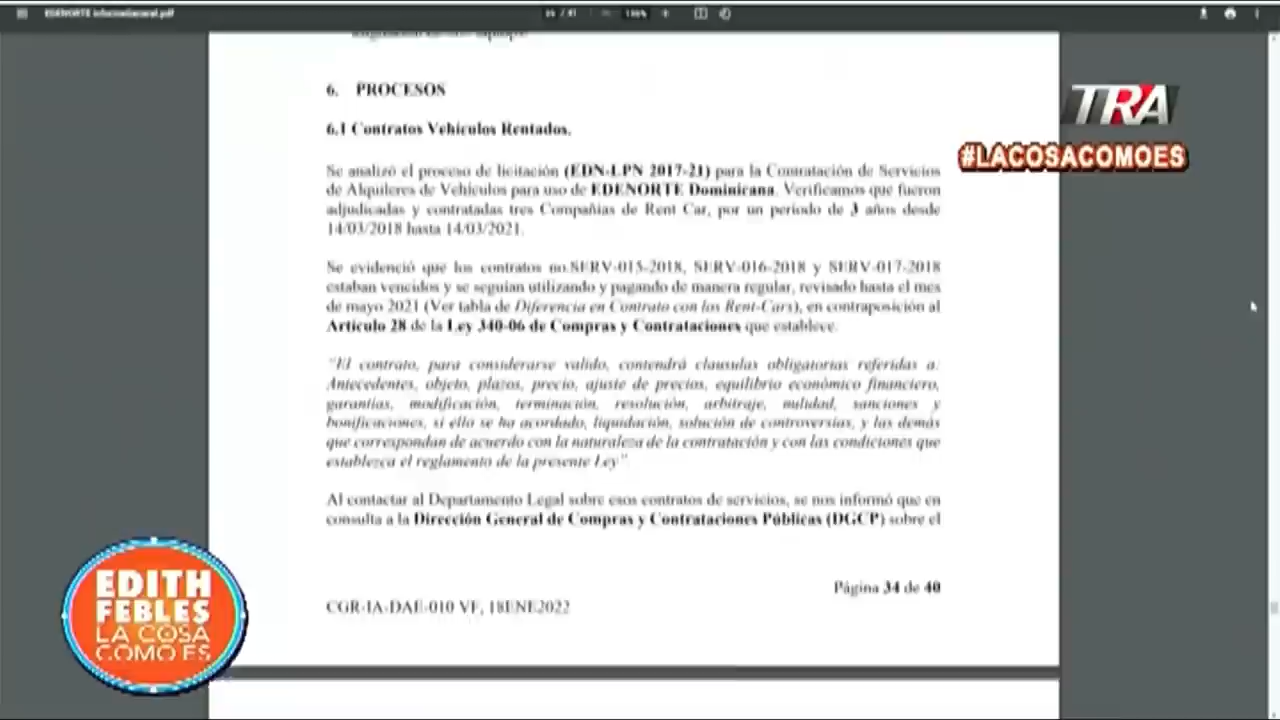 6. PROCESOS
6.1 Contratos Vehículos Rentados.
Se analizó el proceso de licitación (EDN-LPN 2017-21) para la Contratación de Servicios
de Alquileres de Vehículos para uso de EDENORTE Dominicana. Verificamos que fueron
adjudicadas y contratadas tres Compañías de Rent Car, por un periodo de 3 años desde
14/03/2018 hasta 14/03/2021.
Se evidenció que los contratos no.SERV-015-2018, SERV-016-2018 y SERV-017-2018
estaban vencidos y se seguían utilizando y pagando de manera regular, revisado hasta el mes
de mayo 2021 (Ver tabla de Diferencia en Contrato con los Rent-Cars), en contraposición al
Artículo 28 de la Ley 340-06 de Compras y Contrataciones que establece.
"El contrato, para considerarse valido, contendrá clausulas obligatorias referidas a:
Antecedentes, objeto, plazos, precio, ajuste de precios, equilibrio económico financiero,
garantías, modificación, terminación, resolución, arbitraje, nulidad, sanciones y
bonificaciones, si ello se ha acordado, liquidación, solución de controversias, y las demás
que correspondan de acuerdo con la naturaleza de la contratación y con las condiciones que
establezca el reglamento de la presente Ley"
Al contactar al Departamento Legal sobre esos contratos de servicios, se nos informó que en
consulta a la Dirección General de Compras y Contrataciones Públicas (DGCP) sobre el
Página 34 de 40
CGR-IA-DAE-010 VF, 18ENE2022
TRA
#LACOSACOMOES
EDITH
FEBLES
LA COSA
COMO ES